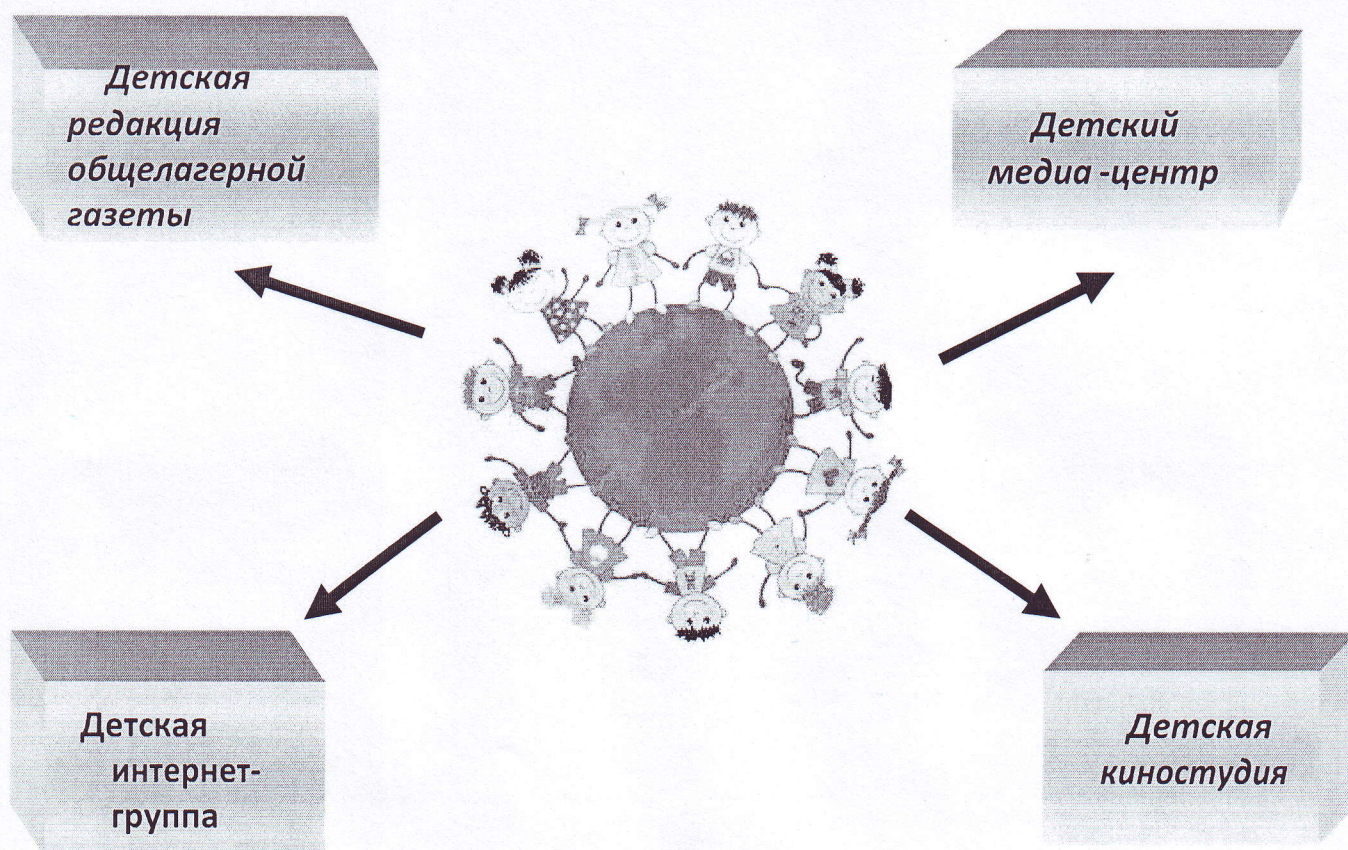 Детская
редакция
общелагерной
газеты
Детский
медиа -центр
Детская
интернет-
группа
Детская
киностудия